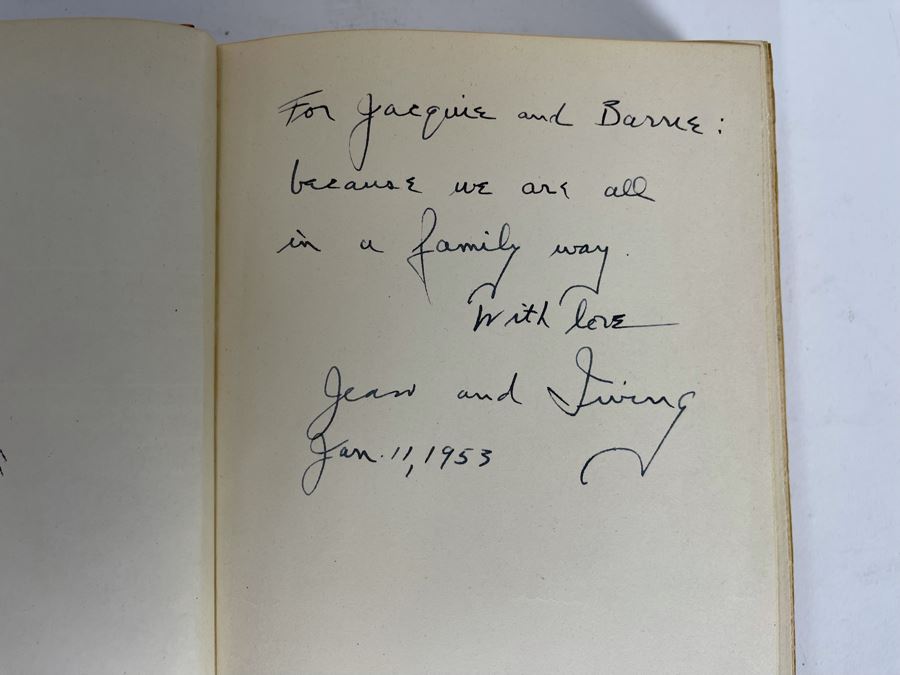 For Jacquie and Barrie:
because we are all
in a family way.
With love
Jean and Irving
Jan. 11, 1953